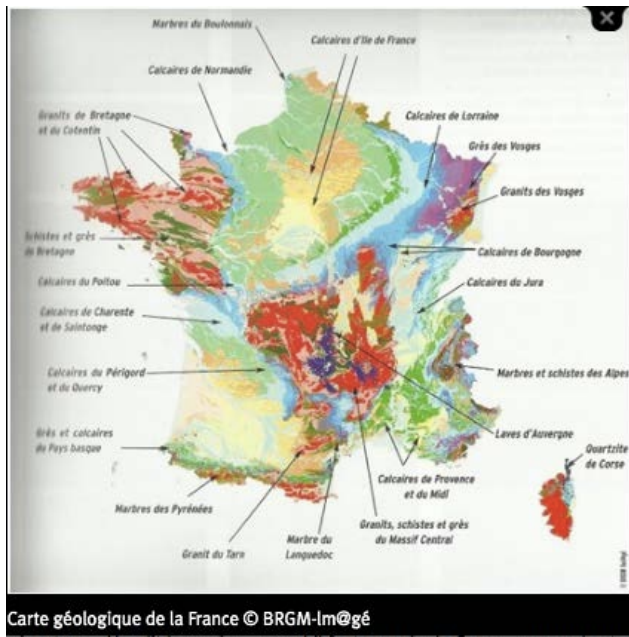 Marbres du Boulonnais
Calcaires d'Ile de France
Calcaires de Normandie
Granits de Bretagne
et du Cotentin
Calcaires de Lorraine
Grès des Vosges
Granits des Vosges
Schistes et grès
de Bretagne
Calcaires de Bourgogne
Calcaires du Poitou
Calcaires du Jura
Calcaires de Charente
et de Saintonge
Calcaires du Périgord
et du Quercy
Marbres et schistes des Alpes
Laves d'Auvergne
Grès et calcaires
du Pays basque
Quartzite
de Corse
Calcaires de Provence
et du Midi
Marbres des Pyrénées
Marbre du
Languedoc
Granits, schistes et grès
du Massif Central
Granit du Tarn
Carte géologique de la France © BRGM-Im@gé